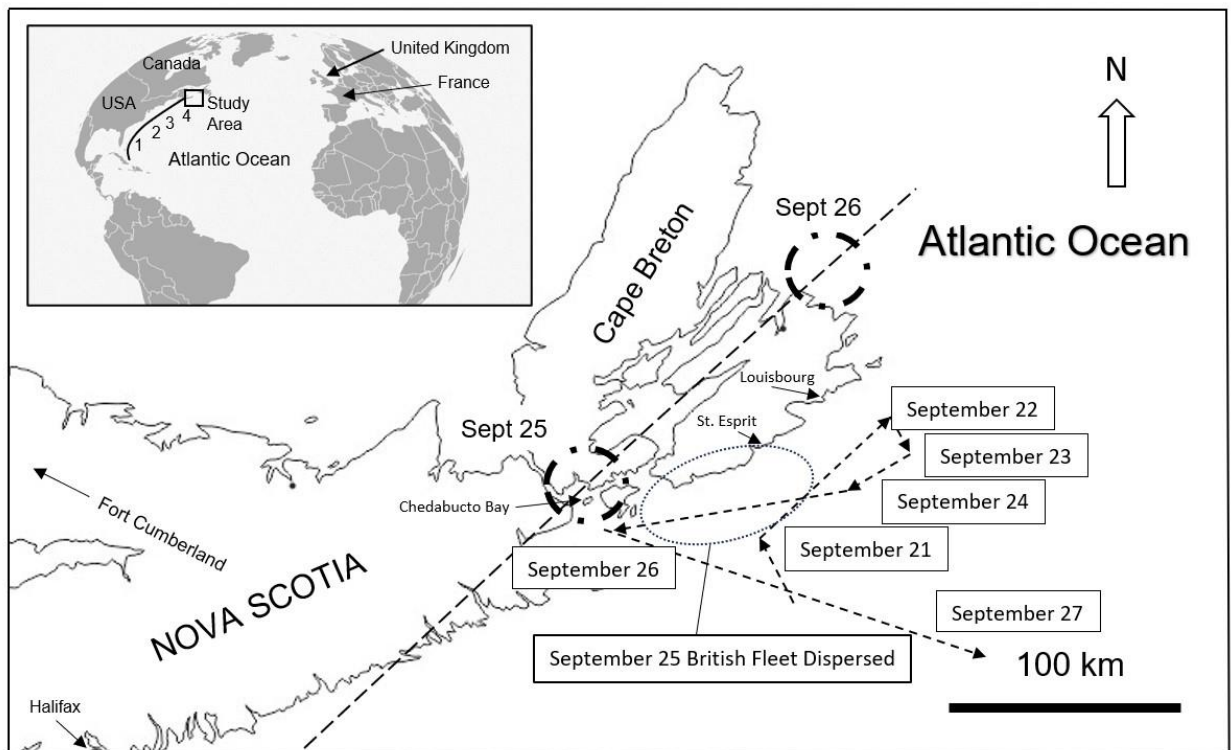 Canada
USA
Study
Area
1
2
3
4
Atlantic Ocean
United Kingdom
France
N
Sept 26
Atlantic Ocean
Cape Breton
Louisbourg
September 22
St. Esprit
Sept 25
September 23
Chedabucto Bay
September 24
Fort Cumberland
September 21
September 26
NOVA SCOTIA
September 27
September 25 British Fleet Dispersed
100 km
Halifax